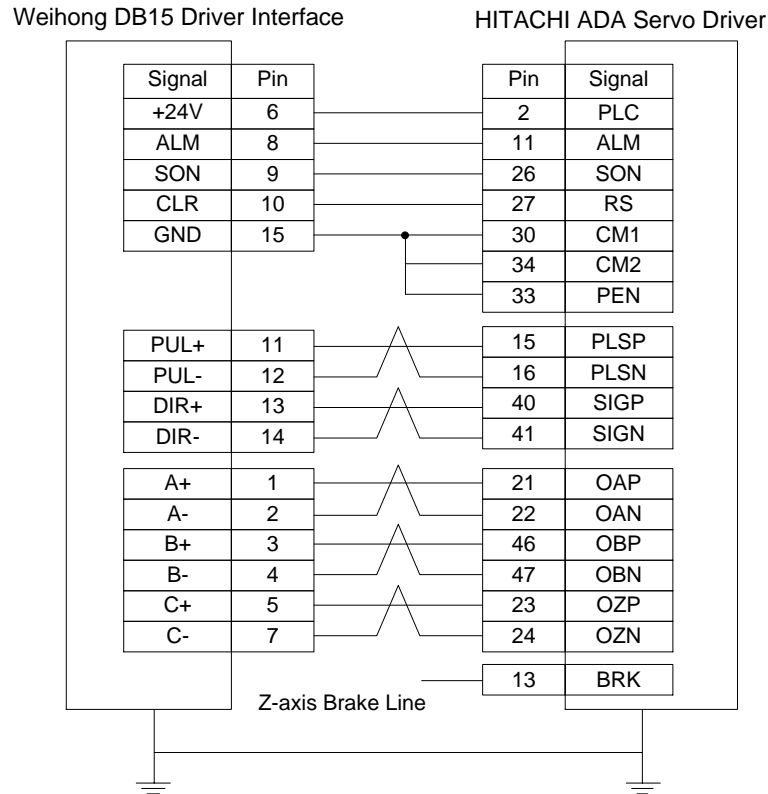 Weihong DB15 Driver Interface HITACHI ADA Servo Driver
Signal Pin Pin Signal
+24V 6 2 PLC
ALM 8 11 ALM
SON 9 26 SON
CLR 10 27 RS
GND 15 30 CM1
34 CM2
33 PEN
PUL+ 11 15 PLSP
PUL- 12 16 PLSN
DIR+ 13 40 SIGP
DIR- 14 41 SIGN
A+ 1 21 OAP
A- 2 22 OAN
B+ 3 46 OBP
B- 4 47 OBN
C+ 5 23 OZP
C- 7 24 OZN
13 BRK
Z-axis Brake Line